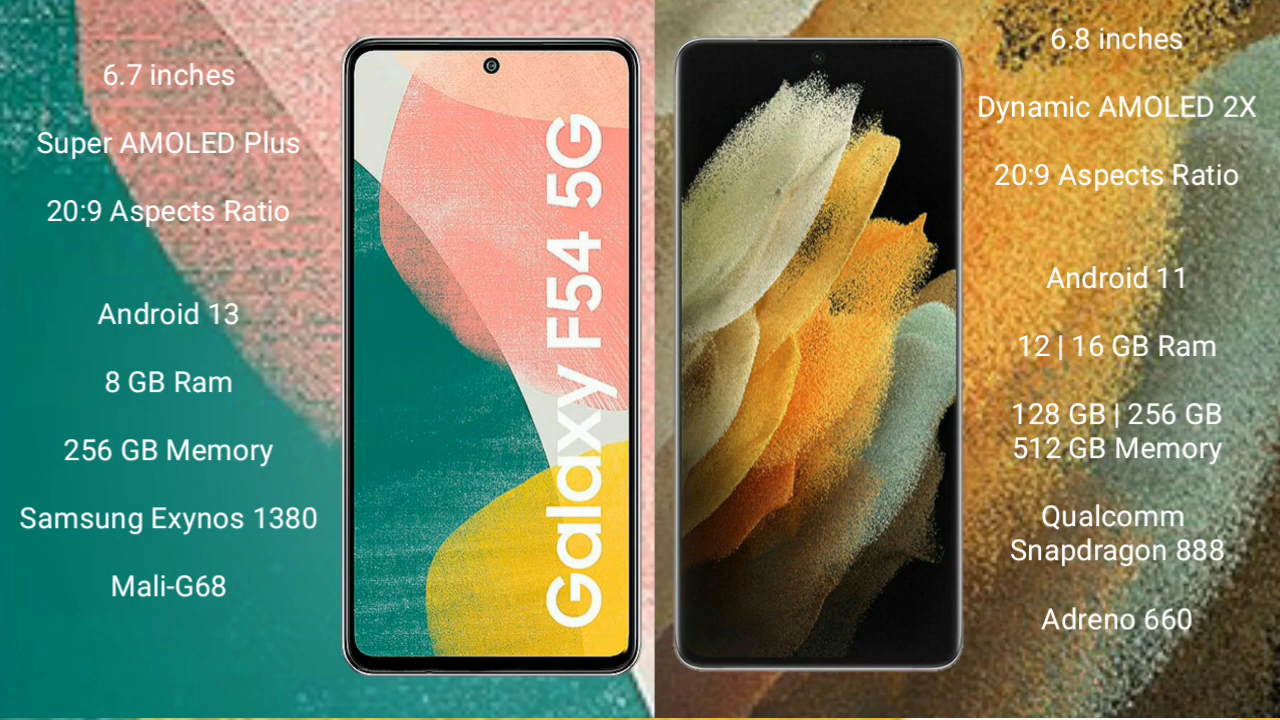 6.7 inches
Super AMOLED Plus
20:9 Aspects Ratio
Android 13
8 GB Ram
256 GB Memory
Samsung Exynos 1380
Mali-G68
Galaxy F54 5G
6.8 inches
Dynamic AMOLED 2X
20:9 Aspects Ratio
Android 11
12 | 16 GB Ram
128 GB | 256 GB
512 GB Memory
Qualcomm
Snapdragon 888
Adreno 660